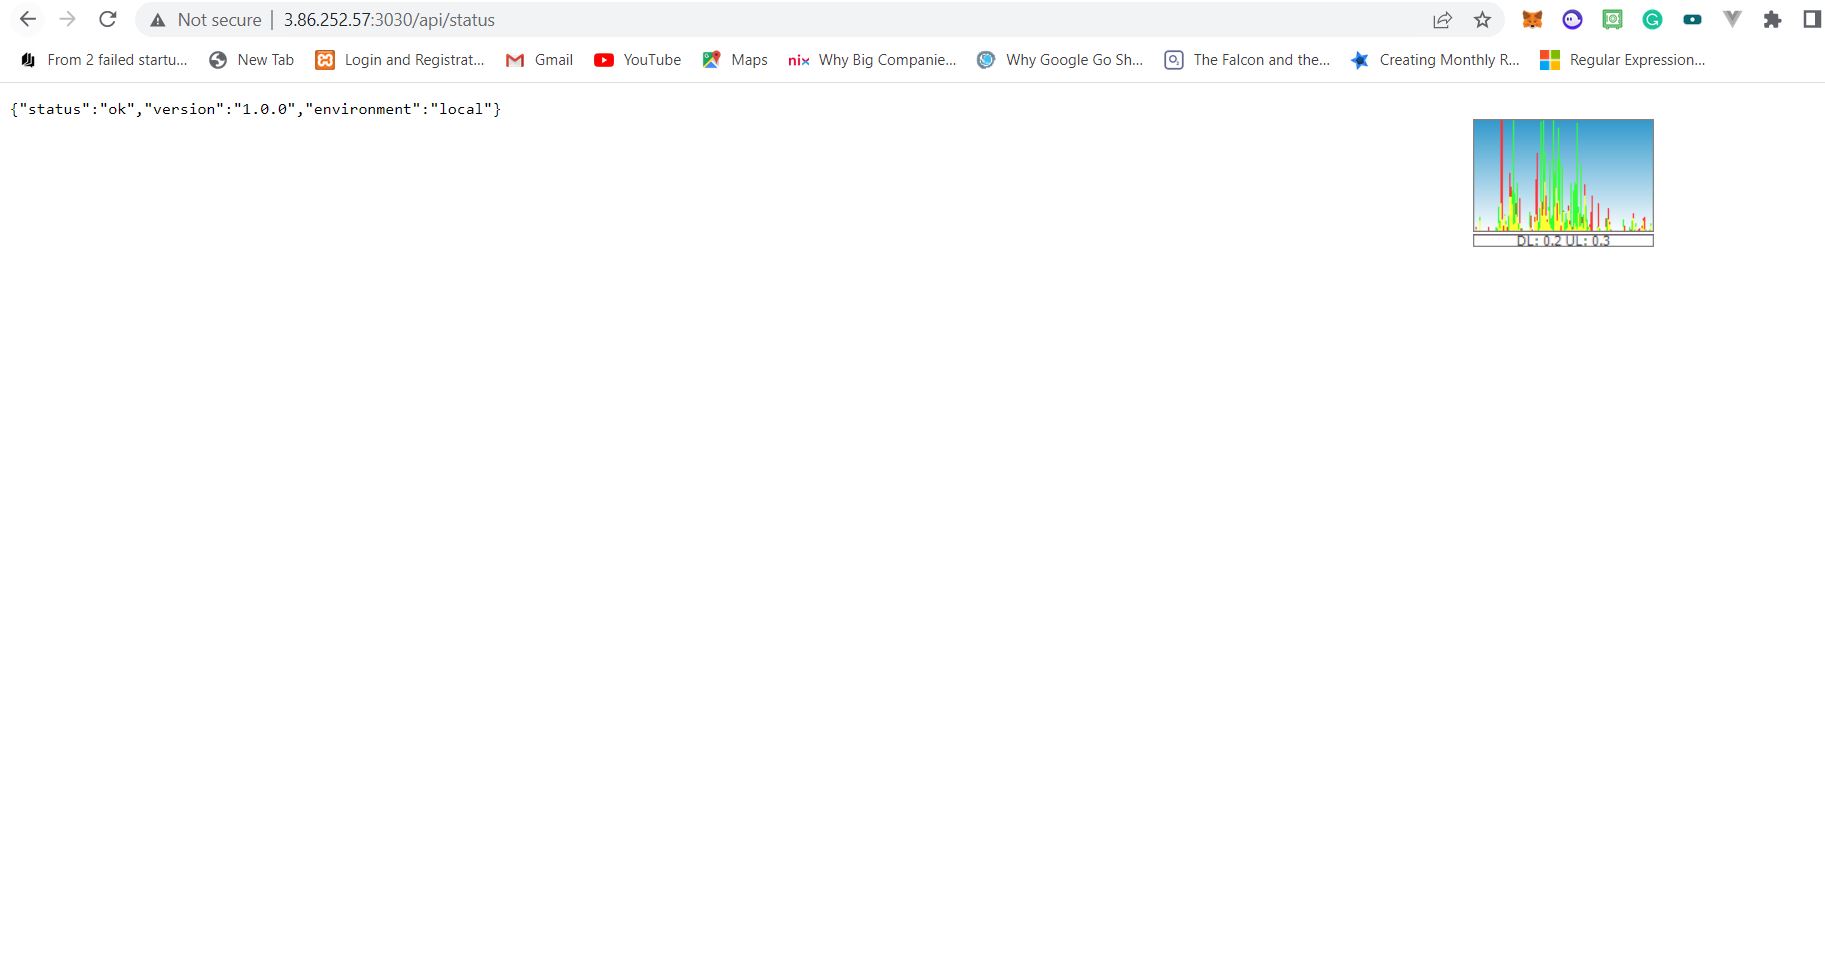 Not secure | 3.86.252.57:3030/api/status
From 2 failed startu... New Tab Login and Registrat... Gmail YouTube Maps nix Why Big Companie... Why Google Go Sh... The Falcon and the... Creating Monthly R... Regular Expression...
{"status":"ok","version":"1.0.0","environment":"local"}
DL: 0.2 UL: 0.3